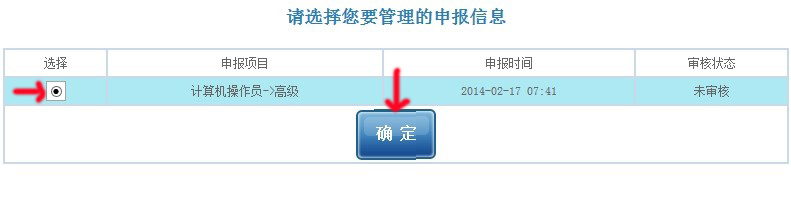 请选择您要管理的申报信息
选择 申报项目 申报时间 审核状态
计算机操作员->高级 2014-02-17 07:41 未审核
确 定